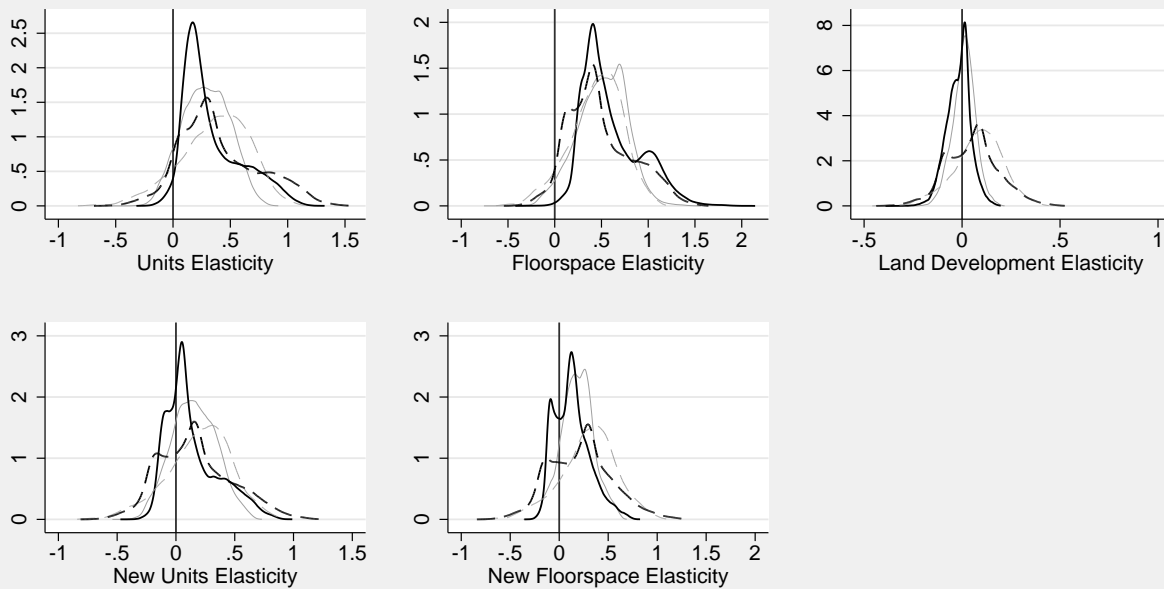 0 .5 1 1.5 2 2.5
-1 -.5 0 .5 1 1.5
Units Elasticity
0 .5 1 1.5 2
-1 -.5 0 .5 1 1.5 2
Floorspace Elasticity
0 2 4 6 8
-.5 0 .5 1
Land Development Elasticity
0 1 2 3
-1 -.5 0 .5 1 1.5
New Units Elasticity
0 1 2 3
-1 -.5 0 .5 1 1.5 2
New Floorspace Elasticity